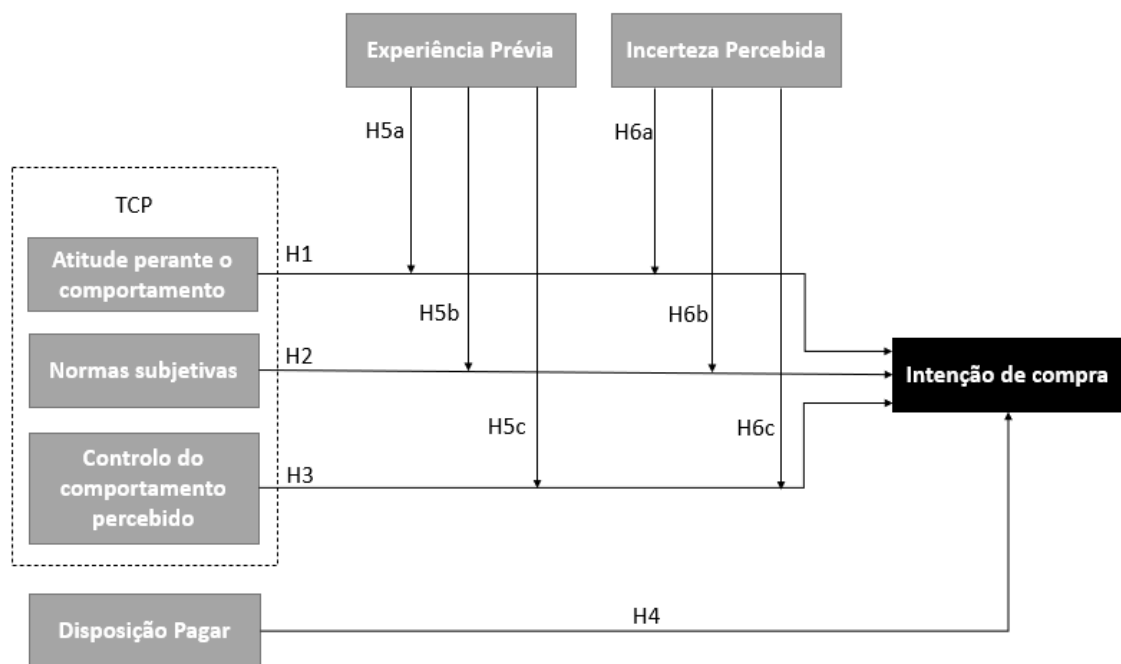 Experiência Prévia
Incerteza Percebida
H5a
H6a
TCP
Atitude perante o
comportamento
H1
H5b
H6b
Normas subjetivas
H2
Intenção de compra
H5c
H6c
Controlo do
comportamento
percebido
H3
Disposição Pagar
H4